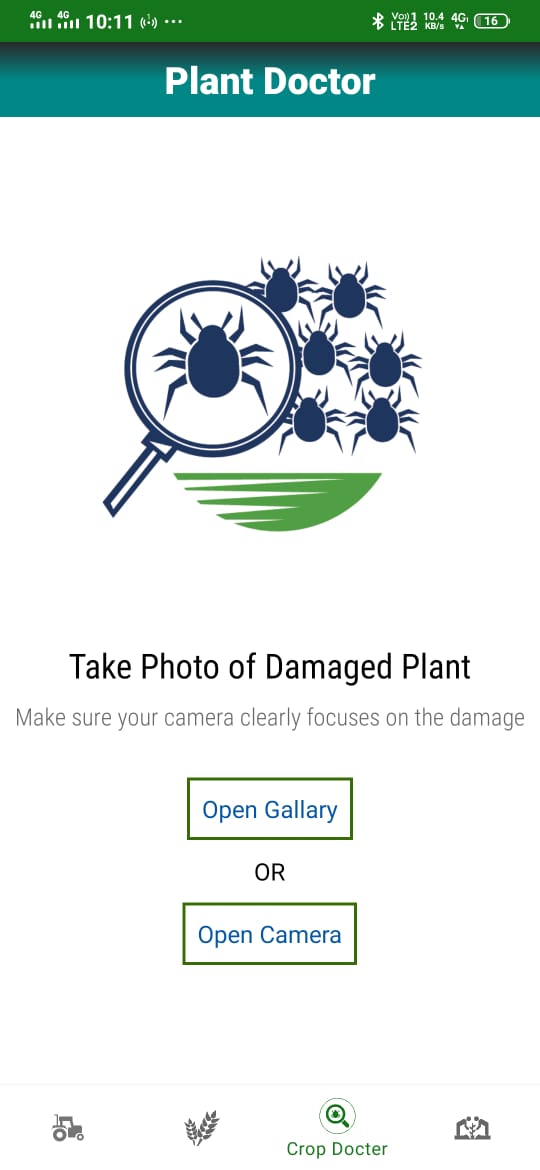 4G 4G 10:11 ... Vo))1 LTE2 10.4 KB/s 4G 16
Plant Doctor
Take Photo of Damaged Plant
Make sure your camera clearly focuses on the damage
Open Gallary
OR
Open Camera
Crop Docter